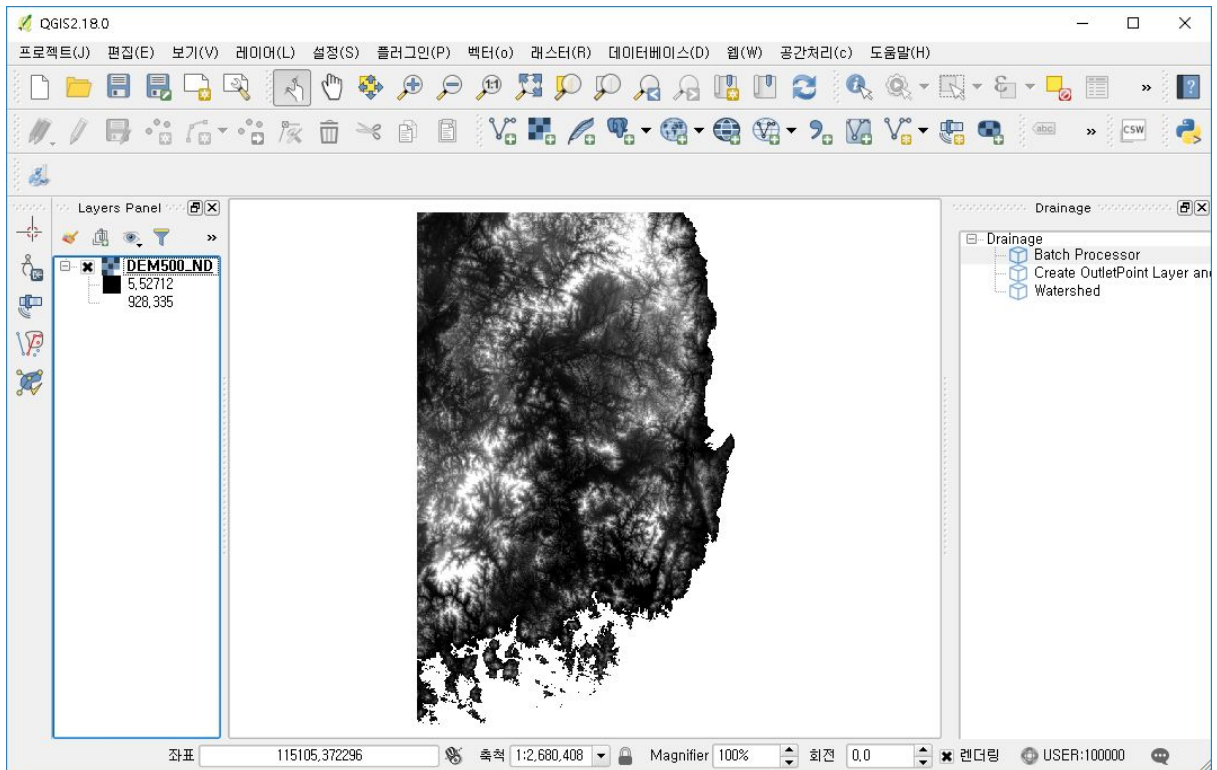 QGIS2.18.0
프로젝트(J) 편집(E) 보기(V) 레이어(L) 설정(S) 플러그인(P) 벡터(o) 래스터(R) 데이터베이스(D) 웹(W) 공간처리(c) 도움말(H)
1:1
»
?
abc
»
CSW
Layers Panel
»
DEM500_ND
5,52712
928,335
Drainage
Drainage
Batch Processor
Create OutletPoint Layer and
Watershed
좌표 115105,372296 축척 1:2,680,408 Magnifier 100% 회전 0,0 렌더링 USER:100000